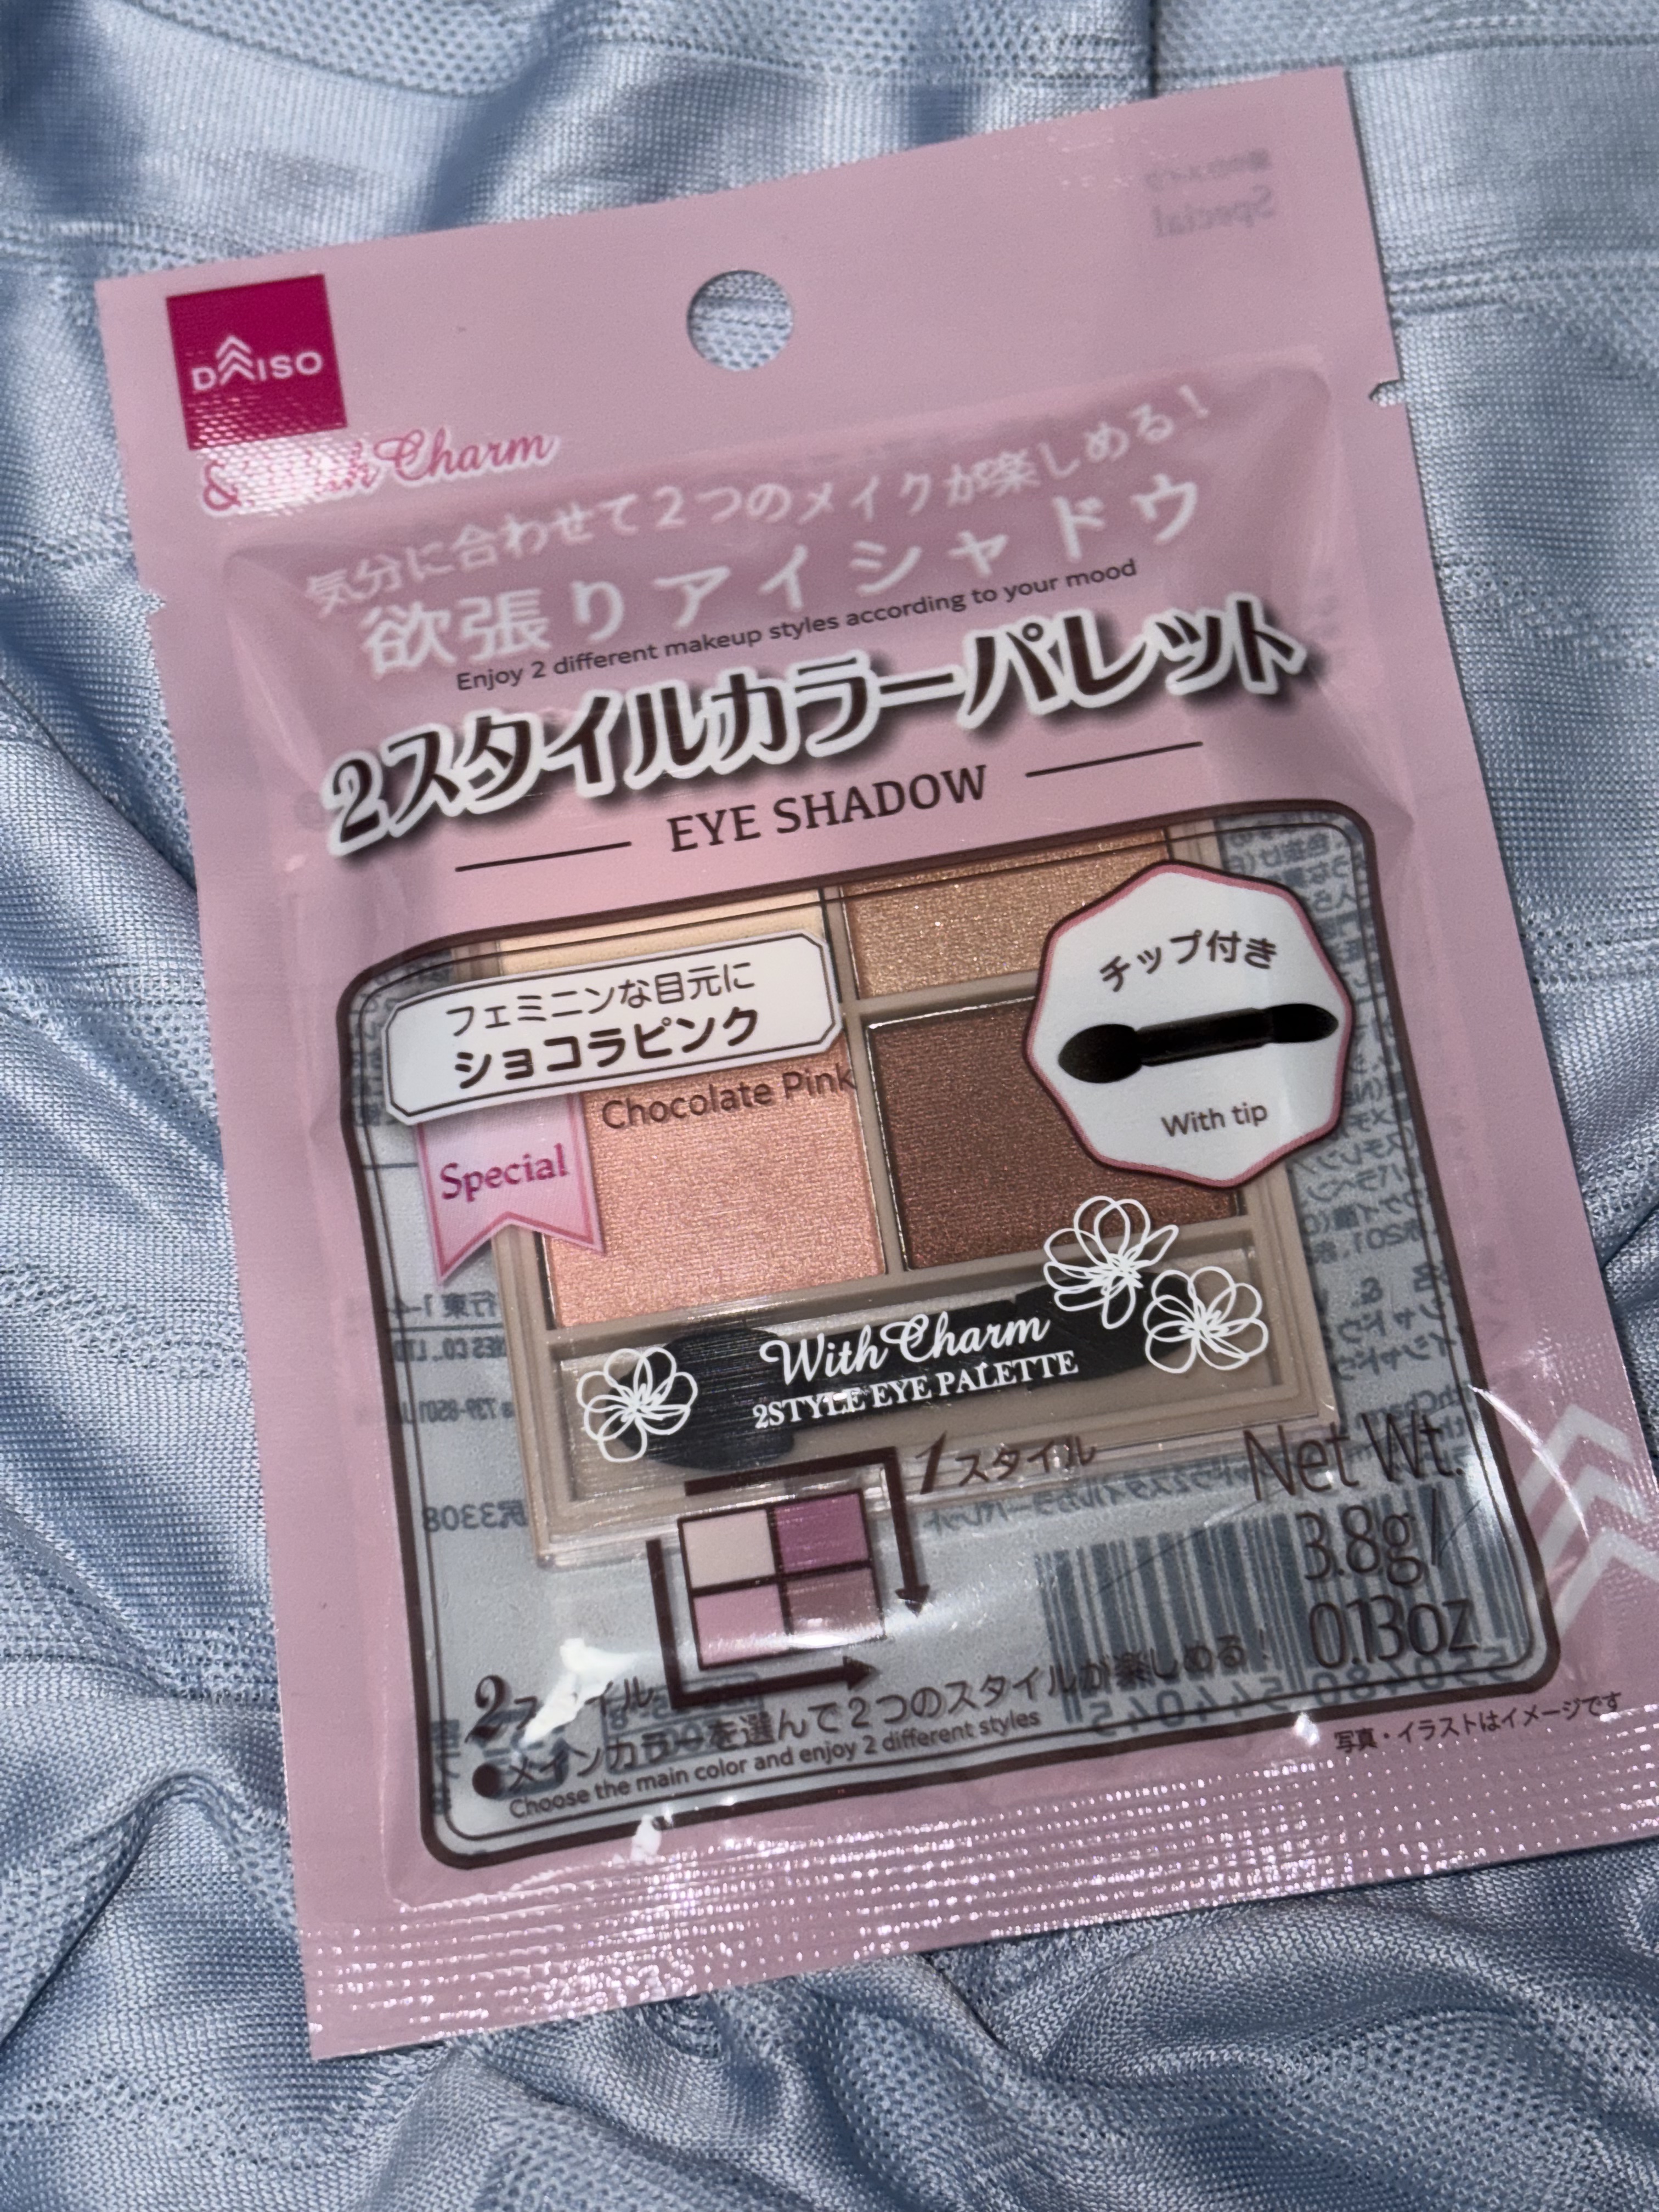 DAISO
& With Charm
気分に合わせて2つのメイクが楽しめる!
欲張りアイシャドウ
Enjoy 2 different makeup styles according to your mood
2スタイルカラーパレット
EYE SHADOW
フェミニンな目元に
ショコラピンク
Chocolate Pink
Special
チップ付き
With tip
With Charm
2STYLE EYE PALETTE
1スタイル
Net Wt.
3.8g/
0.13oz
2スタイル
●メインカラーを選んで2つのスタイルが楽しめる!
Choose the main color and enjoy 2 different styles
写真・イラストはイメージです